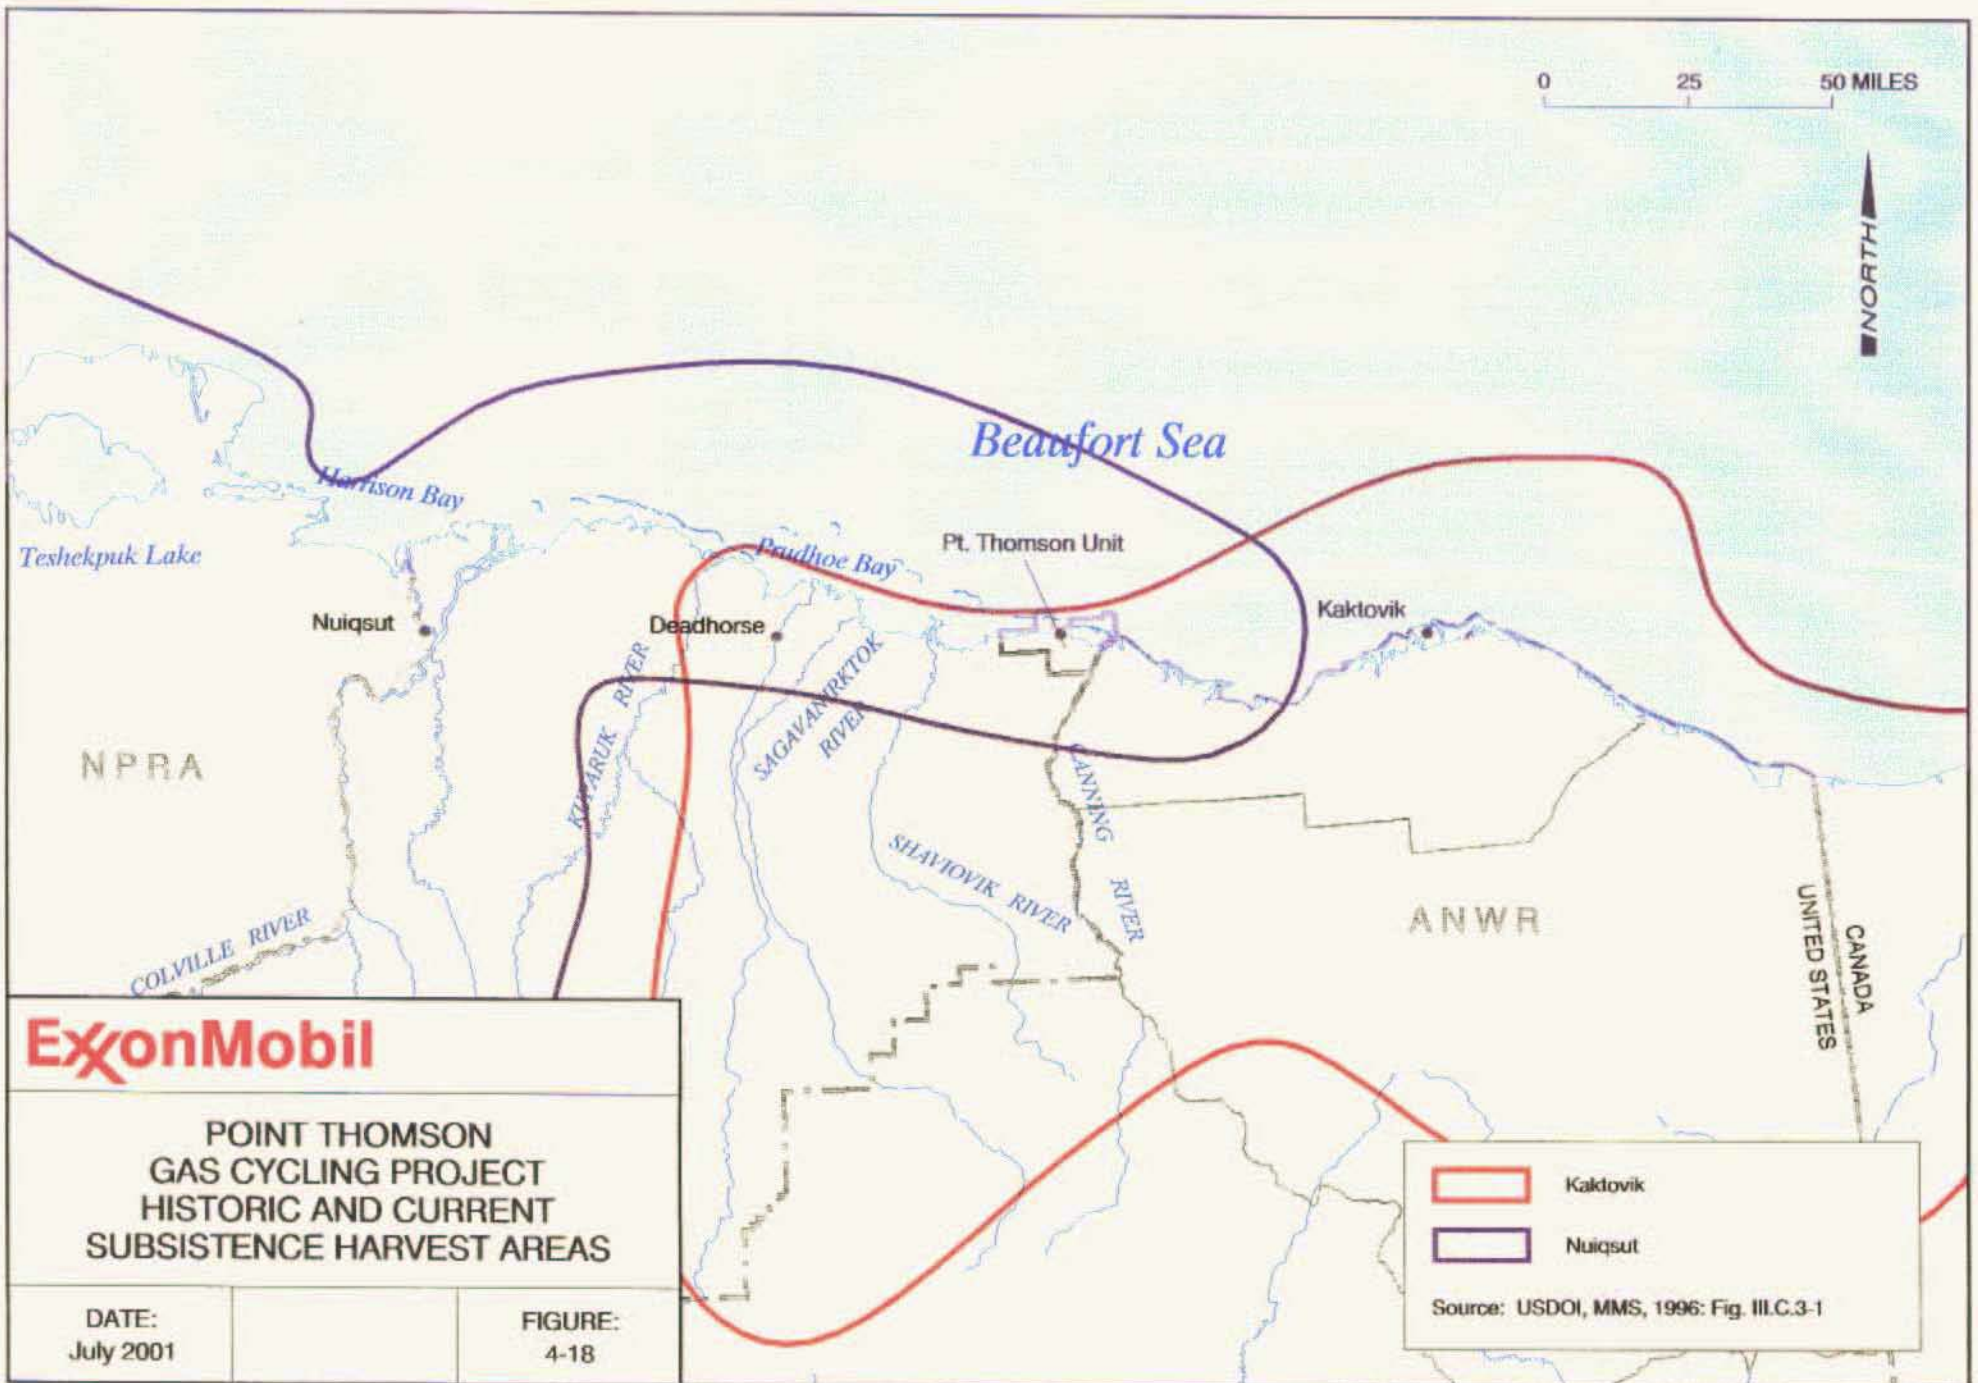 0 25 50 MILES
NORTH
Beaufort Sea
Harrison Bay
Teshekpuk Lake
Prudhoe Bay
Pt. Thomson Unit
Nuiqsut
Deadhorse
Kaktovik
KUPARUK RIVER
SAGAVANIRKTOK
RIVER
NPRA
CANNING RIVER
SHAVIOVIK RIVER
ANWR
COLVILLE RIVER
UNITED STATES
CANADA
ExxonMobil
POINT THOMSON
GAS CYCLING PROJECT
HISTORIC AND CURRENT
SUBSISTENCE HARVEST AREAS
DATE:
July 2001
FIGURE:
4-18
Kaktovik
Nuiqsut
Source: USDOI, MMS, 1996: Fig. III.C.3-1